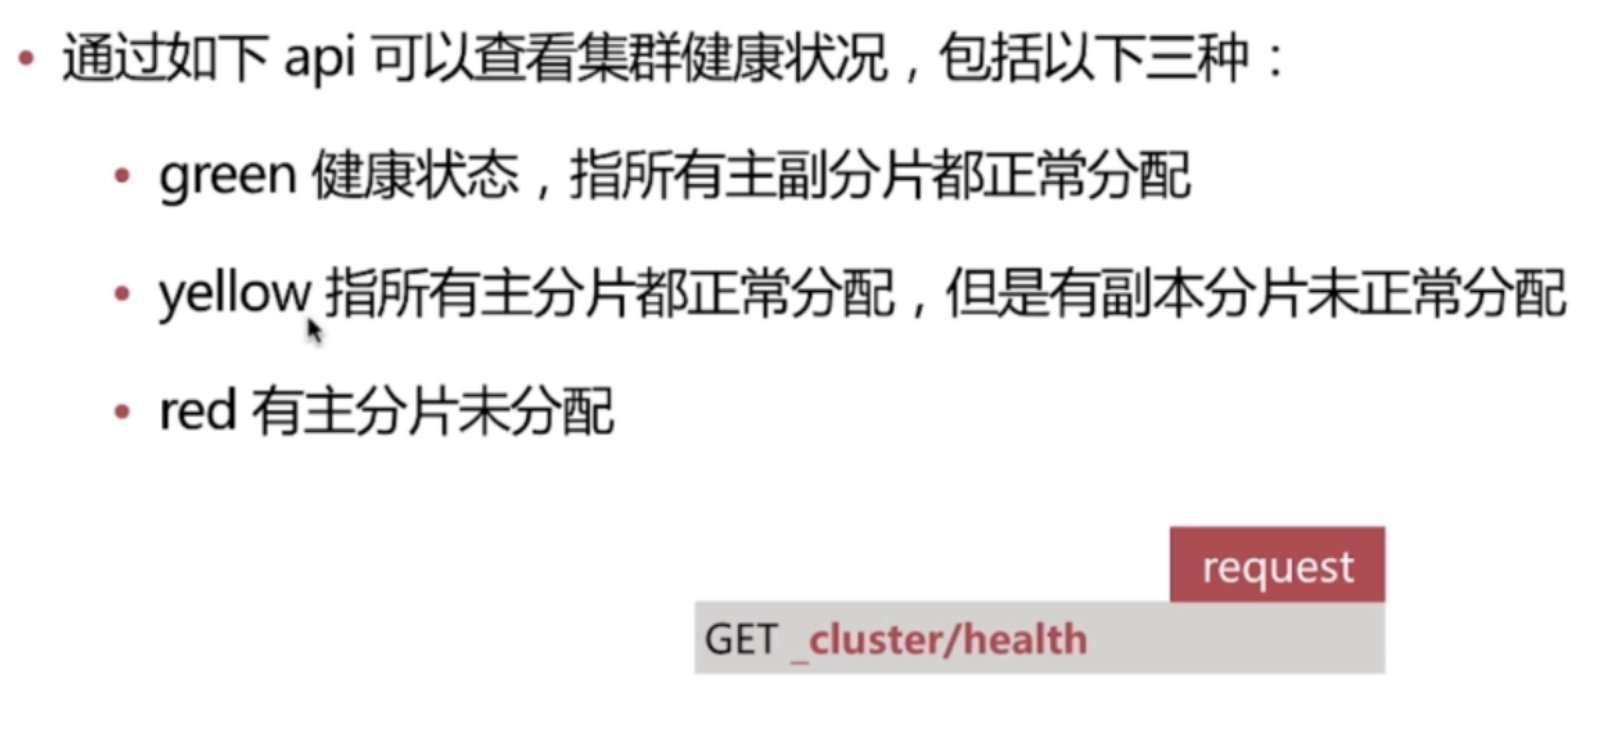 • 通过如下 api 可以查看集群健康状况，包括以下三种：
• green 健康状态，指所有主副分片都正常分配
• yellow 指所有主分片都正常分配，但是有副本分片未正常分配
• red 有主分片未分配
request
GET _cluster/health